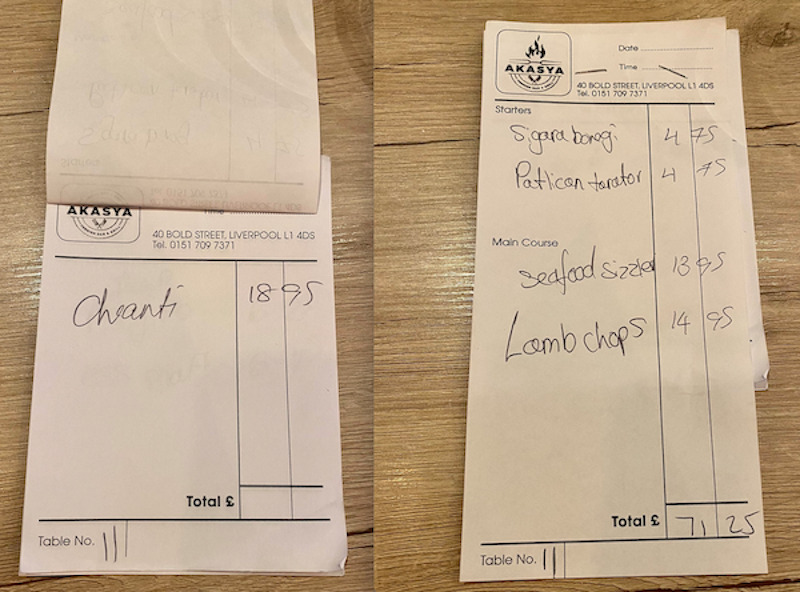 AKASYA
40 BOLD STREET, LIVERPOOL L1 4DS
Tel. 0151 709 7371
Chianti 18 95
Total £
Table No. 11
AKASYA
Date
Time
40 BOLD STREET, LIVERPOOL L1 4DS
Tel. 0151 709 7371
Starters
Sigara borogi 4 75
Patlican tarator 4 75
Main Course
Seafood sizzler 13 95
Lamb chops 14 95
Total £ 71 25
Table No. 11